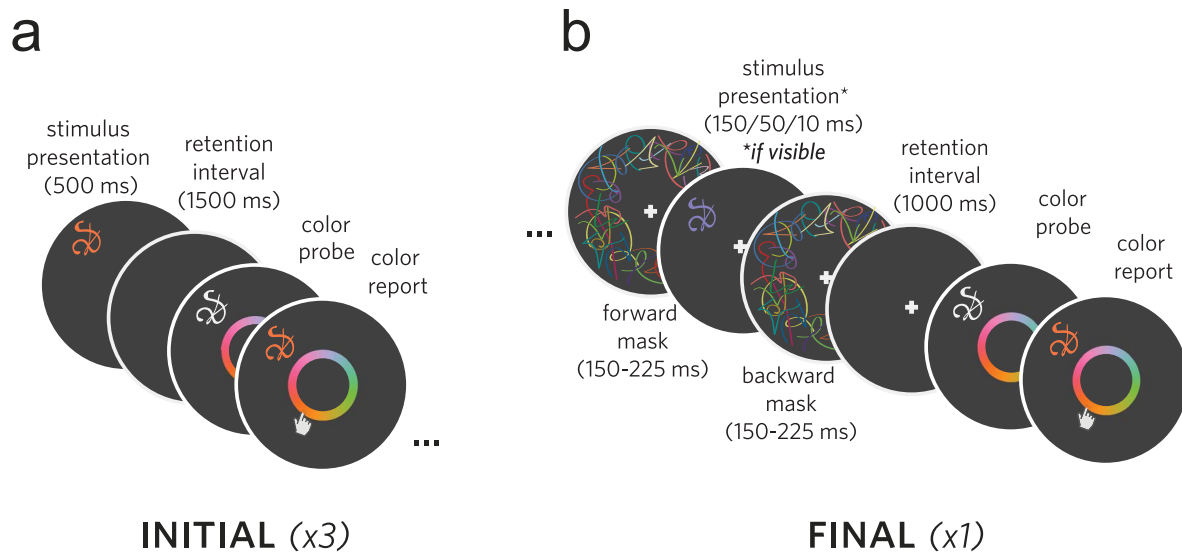 a
stimulus
presentation
(500 ms)
retention
interval
(1500 ms)
color
probe
color
report
...
INITIAL (x3)
b
...
forward
mask
(150-225 ms)
stimulus
presentation*
(150/50/10 ms)
*if visible
backward
mask
(150-225 ms)
retention
interval
(1000 ms)
color
probe
color
report
FINAL (x1)